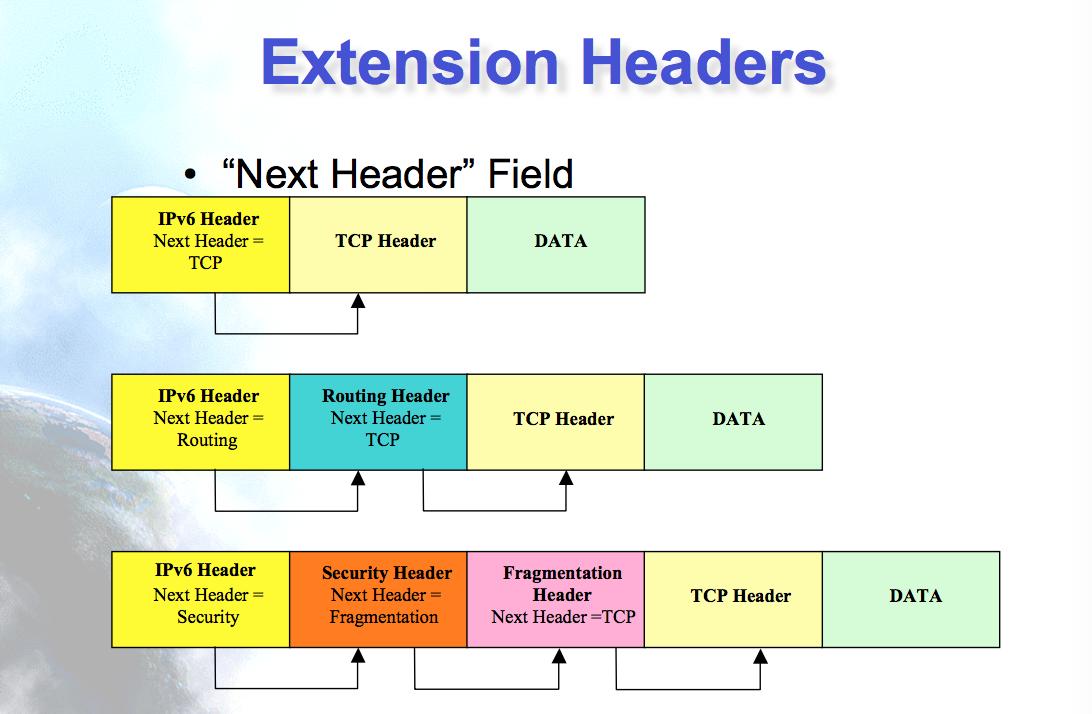 Extension Headers
• “Next Header” Field
IPv6 Header
Next Header =
TCP
TCP Header
DATA
IPv6 Header
Next Header =
Routing
Routing Header
Next Header =
TCP
TCP Header
DATA
IPv6 Header
Next Header =
Security
Security Header
Next Header =
Fragmentation
Fragmentation
Header
Next Header =TCP
TCP Header
DATA